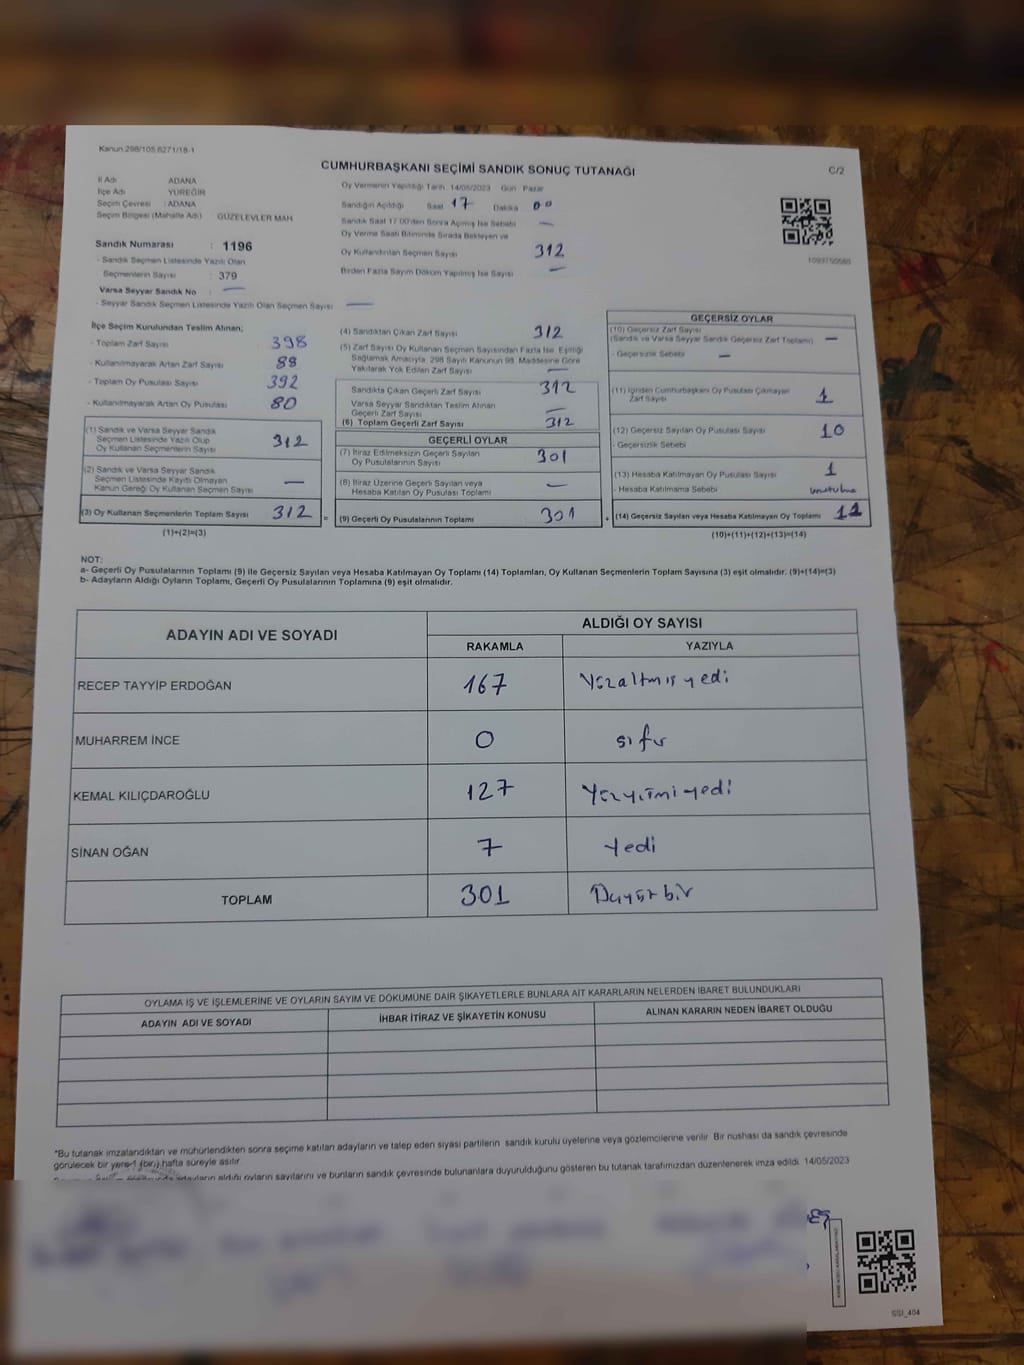 Kanun 298/105 6271/18-1
CUMHURBAŞKANI SEÇİMİ SANDIK SONUÇ TUTANAĞI
C/2
İl Adı ADANA
İlçe Adı YÜREĞİR
Seçim Çevresi : ADANA
Seçim Bölgesi (Mahalle Adı) GÜZELEVLER MAH
Sandık Numarası : 1196
- Sandık Seçmen Listesinde Yazılı Olan
Seçmenlerin Sayısı : 379
Varsa Seyyar Sandık No : —
- Seyyar Sandık Seçmen Listesinde Yazılı Olan Seçmen Sayısı : —
Oy Vermenin Yapıldığı Tarih: 14/05/2023 Gün: Pazar
Sandığın Açıldığı Saat 17 Dakika 00
Sandık Saat 17.00'den Sonra Açılmış İse Sebebi —
Oy Verme Saati Bitiminde Sırada Bekleyen ve
Oy Kullandırılan Seçmen Sayısı 312
Birden Fazla Sayım Döküm Yapılmış İse Sayısı —
İlçe Seçim Kurulundan Teslim Alınan;
- Toplam Zarf Sayısı 398
- Kullanılmayarak Artan Zarf Sayısı 88
- Toplam Oy Pusulası Sayısı 392
- Kullanılmayarak Artan Oy Pusulası 80
(1) Sandık ve Varsa Seyyar Sandık
Seçmen Listesinde Yazılı Olup
Oy Kullanan Seçmenlerin Sayısı 312
(2) Sandık ve Varsa Seyyar Sandık
Seçmen Listesinde Kayıtlı Olmayan
Kanun Gereği Oy Kullanan Seçmen Sayısı —
(3) Oy Kullanan Seçmenlerin Toplam Sayısı 312
(1)+(2)=(3)
(4) Sandıktan Çıkan Zarf Sayısı 312
(5) Zarf Sayısı Oy Kullanan Seçmen Sayısından Fazla İse, Eşitliği
Sağlamak Amacıyla, 298 Sayılı Kanunun 98. Maddesine Göre
Yakılarak Yok Edilen Zarf Sayısı —
Sandıkta Çıkan Geçerli Zarf Sayısı 312
Varsa Seyyar Sandıktan Teslim Alınan
Geçerli Zarf Sayısı —
(6) Toplam Geçerli Zarf Sayısı 312
GEÇERLİ OYLAR
(7) İtiraz Edilmeksizin Geçerli Sayılan
Oy Pusulalarının Sayısı 301
(8) İtiraz Üzerine Geçerli Sayılan veya
Hesaba Katılan Oy Pusulası Toplamı —
= (9) Geçerli Oy Pusulalarının Toplamı 301
GEÇERSİZ OYLAR
(10) Geçersiz Zarf Sayısı
(Sandık ve Varsa Seyyar Sandık Geçersiz Zarf Toplamı) —
- Geçersizlik Sebebi —
(11) İçinden Cumhurbaşkanı Oy Pusulası Çıkmayan
Zarf Sayısı 1
(12) Geçersiz Sayılan Oy Pusulası Sayısı 10
- Geçersizlik Sebebi
(13) Hesaba Katılmayan Oy Pusulası Sayısı 1
- Hesaba Katılmama Sebebi
+ (14) Geçersiz Sayılan veya Hesaba Katılmayan Oy Toplamı
(10)+(11)+(12)+(13)=(14)
NOT:
a- Geçerli Oy Pusulalarının Toplamı (9) ile Geçersiz Sayılan veya Hesaba Katılmayan Oy Toplamı (14) Toplamları, Oy Kullanan Seçmenlerin Toplam Sayısına (3) eşit olmalıdır. (9)+(14)=(3)
b- Adayların Aldığı Oyların Toplamı, Geçerli Oy Pusulalarının Toplamına (9) eşit olmalıdır.
ADAYIN ADI VE SOYADI
ALDIĞI OY SAYISI
RAKAMLA YAZIYLA
RECEP TAYYİP ERDOĞAN 167 Yüzaltmış yedi
MUHARREM İNCE 0 sıfır
KEMAL KILIÇDAROĞLU 127 Yüzyirmi yedi
SİNAN OĞAN 7 Yedi
TOPLAM 301 Üçyüz bir
OYLAMA İŞ VE İŞLEMLERİNE VE OYLARIN SAYIM VE DÖKÜMÜNE DAİR ŞİKAYETLERLE BUNLARA AİT KARARLARIN NELERDEN İBARET BULUNDUKLARI
ADAYIN ADI VE SOYADI İHBAR İTİRAZ VE ŞİKAYETİN KONUSU ALINAN KARARIN NEDEN İBARET OLDUĞU
*Bu tutanak imzalandıktan ve mühürlendikten sonra seçime katılan adayların ve talep eden siyasi partilerin sandık kurulu üyelerine veya gözlemcilerine verilir. Bir nüshası da sandık çevresinde
görülecek bir yere 1 (bir) hafta süreyle asılır.
adayların aldığı oyların sayılarını ve bunların sandık çevresinde bulunanlara duyurulduğunu gösteren bu tutanak tarafımızdan düzenlenerek imza edildi. 14/05/2023
SSI_404